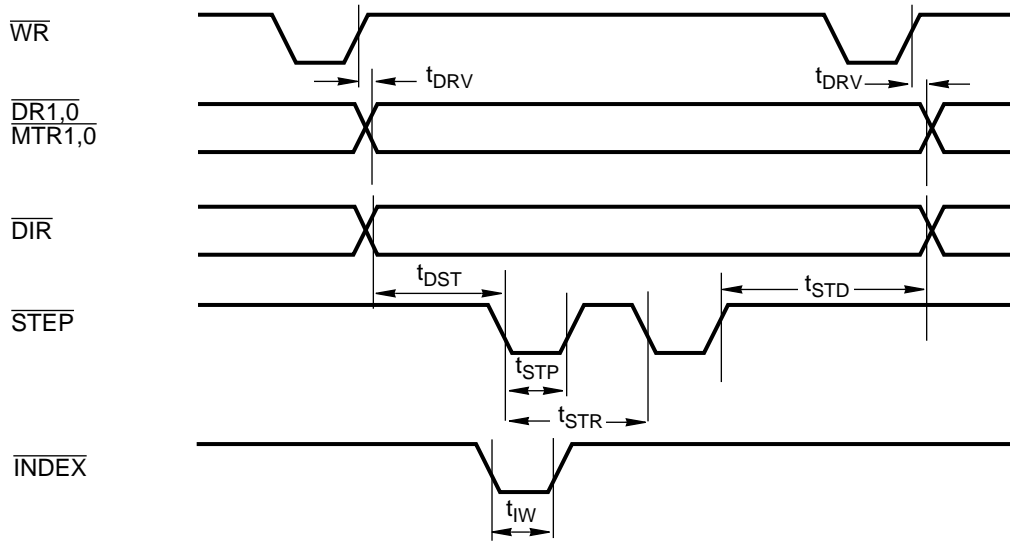 WR
tDRV
tDRV
DR1,0
MTR1,0
DIR
tDST
tSTD
STEP
tSTP
tSTR
INDEX
tIW